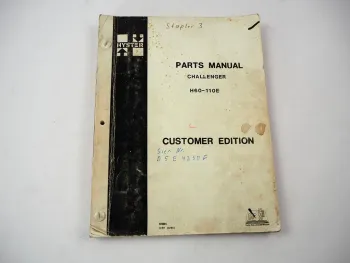 Stapler 3
HYSTER
PARTS MANUAL
CHALLENGER
H60-110E
CUSTOMER EDITION